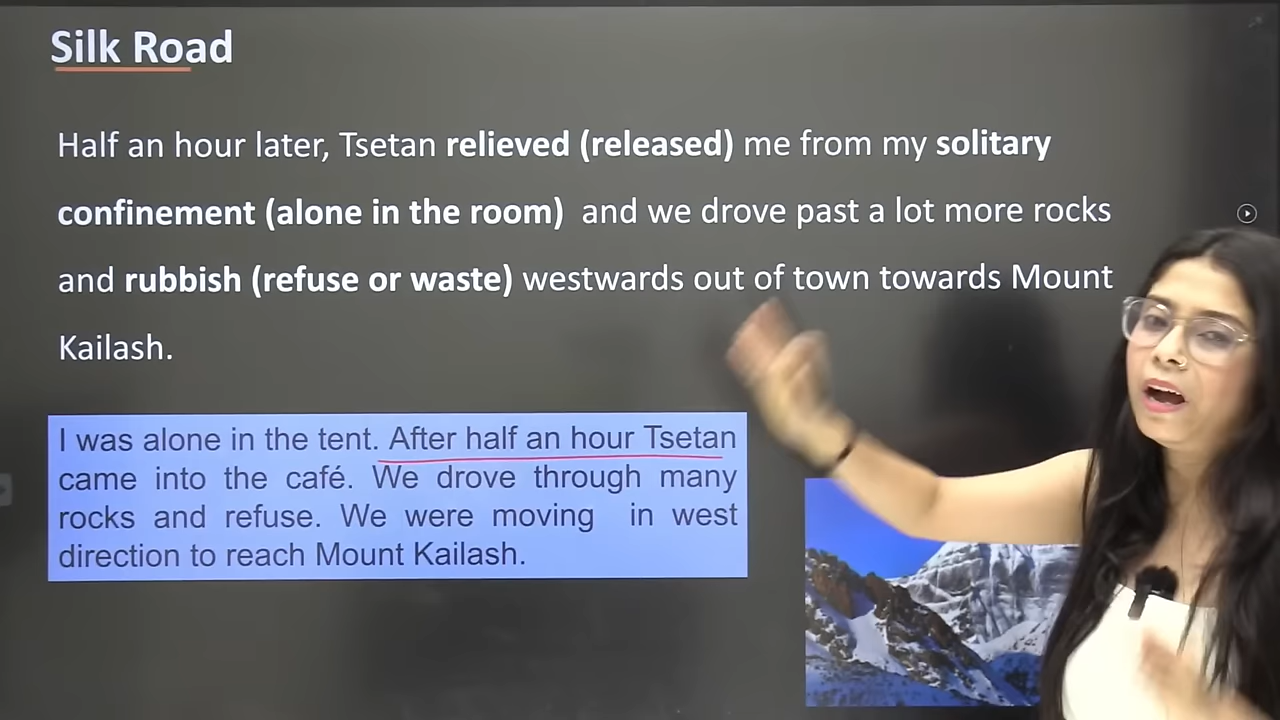 Silk Road
Half an hour later, Tsetan relieved (released) me from my solitary
confinement (alone in the room) and we drove past a lot more rocks
and rubbish (refuse or waste) westwards out of town towards Mount
Kailash.
I was alone in the tent. After half an hour Tsetan
came into the café. We drove through many
rocks and refuse. We were moving in west
direction to reach Mount Kailash.